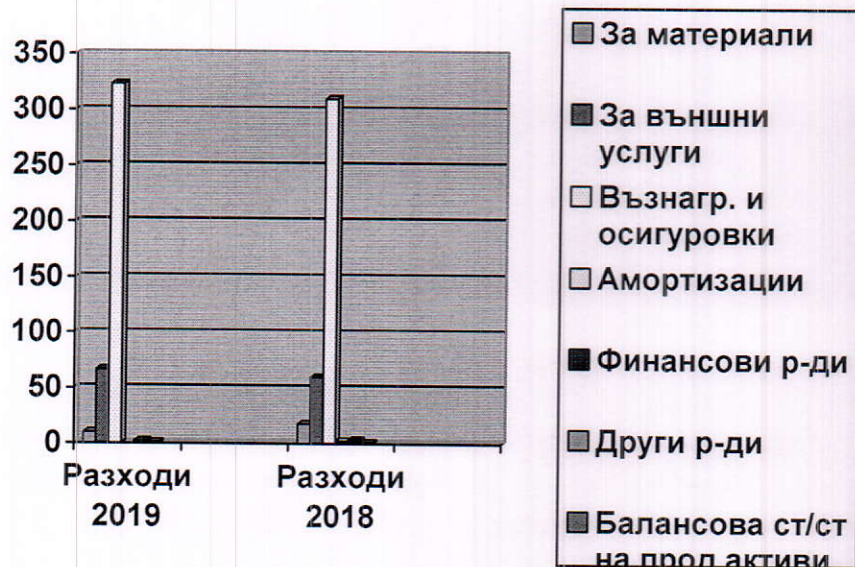 350
300
250
200
150
100
50
0
Разходи
2019
Разходи
2018
За материали
За външни
услуги
Възнагр. и
осигуровки
Амортизации
Финансови р-ди
Други р-ди
Балансова ст/ст
на прод.активи